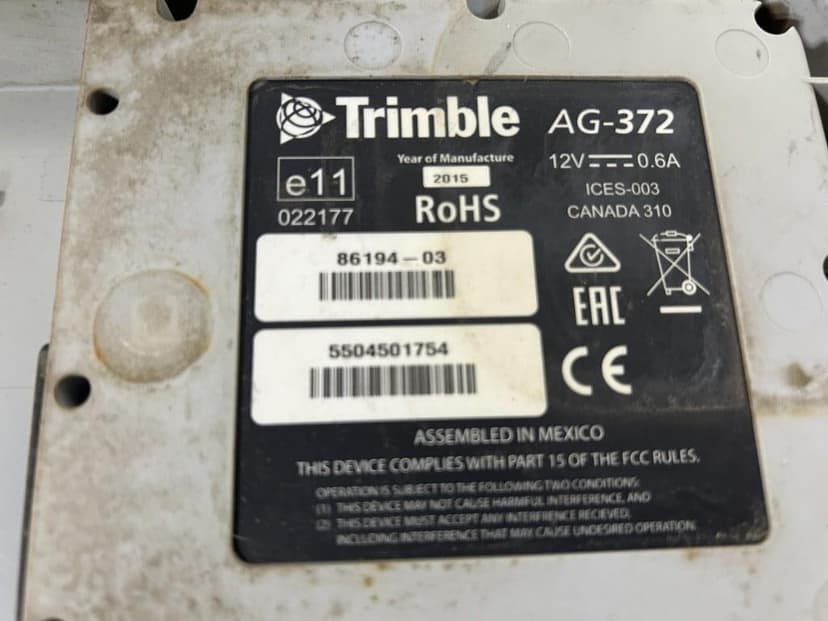 Trimble AG-372
Year of Manufacture
2015
e11
022177
RoHS
12V 0.6A
ICES-003
CANADA 310
86194-03
5504501754
EAC
CE
ASSEMBLED IN MEXICO
THIS DEVICE COMPLIES WITH PART 15 OF THE FCC RULES.
OPERATION IS SUBJECT TO THE FOLLOWING TWO CONDITIONS:
(1) THIS DEVICE MAY NOT CAUSE HARMFUL INTERFERENCE, AND
(2) THIS DEVICE MUST ACCEPT ANY INTERFRENCE RECIEVED,
INCLUDING INTERFERENCE THAT MAY CAUSE UNDESIRED OPERATION.